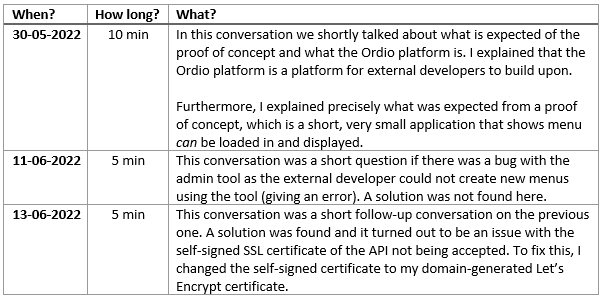 When? How long? What?
30-05-2022 10 min In this conversation we shortly talked about what is expected of the
proof of concept and what the Ordio platform is. I explained that the
Ordio platform is a platform for external developers to build upon.
Furthermore, I explained precisely what was expected from a proof
of concept, which is a short, very small application that shows menu
can be loaded in and displayed.
11-06-2022 5 min This conversation was a short question if there was a bug with the
admin tool as the external developer could not create new menus
using the tool (giving an error). A solution was not found here.
13-06-2022 5 min This conversation was a short follow-up conversation on the previous
one. A solution was found and it turned out to be an issue with the
self-signed SSL certificate of the API not being accepted. To fix this, I
changed the self-signed certificate to my domain-generated Let's
Encrypt certificate.